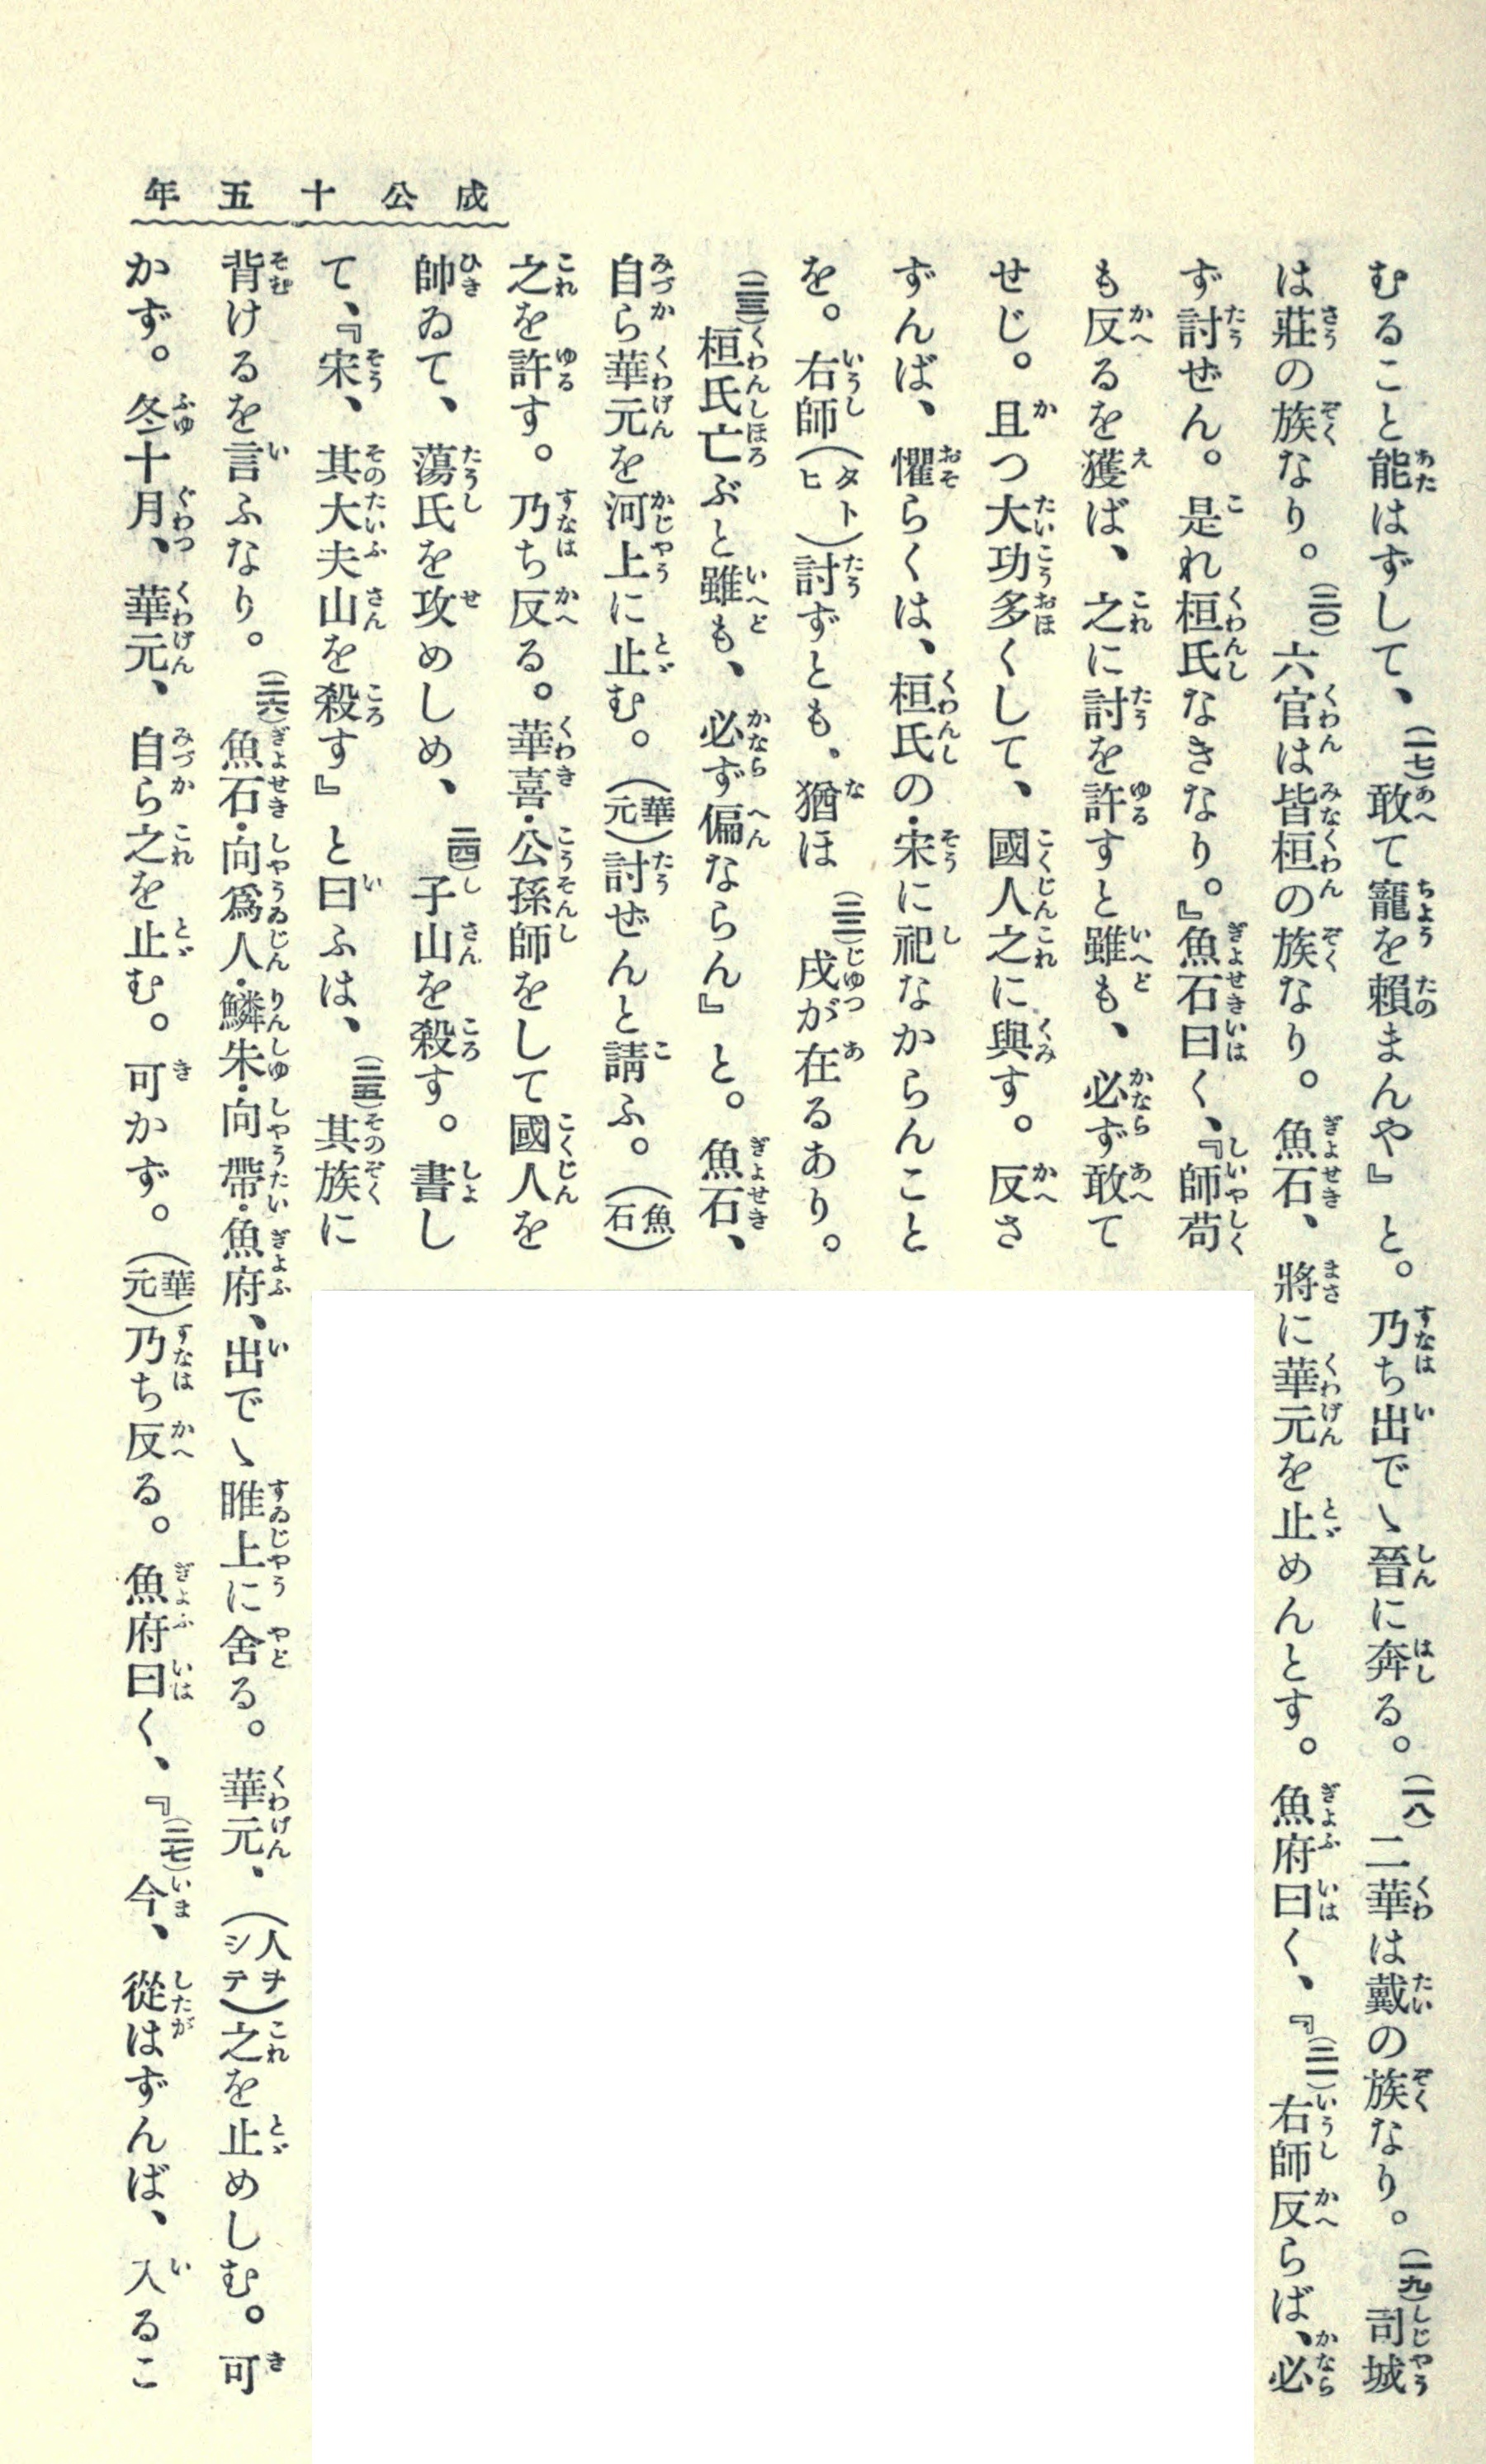 成公十五年
むること能はずして、(一七)敢て寵を賴まんや』と。乃ち出でゝ晉に奔る。(一八)二華は戴の族なり。(一九)司城
は莊の族なり。(二〇)六官は皆桓の族なり。魚石、將に華元を止めんとす。魚府曰く、『(二一)右師反らば、必
ず討ぜん。是れ桓氏なきなり。』魚石曰く、『師苟く
も反るを獲ば、之に討を許すと雖も、必ず敢て
せじ。且つ大功多くして、國人之に與す。反さ
ずんば、懼らくは、桓氏の・宋に祀なからんこと
を。右師(ヒタト)討ずとも、猶ほ(二二)戌が在るあり。
(二三)桓氏亡ぶと雖も、必ず偏ならん』と。魚石、
自ら華元を河上に止む。(華元)討ぜんと請ふ。(魚石)
之を許す。乃ち反る。華喜・公孫師をして國人を
帥ゐて、蕩氏を攻めしめ、(二四)子山を殺す。書し
て、『宋、其大夫山を殺す』と曰ふは、(二五)其族に
背けるを言ふなり。(二六)魚石・向爲人・鱗朱・向帶・魚府、出でゝ睢上に舍る。華元、(人ヲシテ)之を止めしむ。可
かず。冬十月、華元、自ら之を止む。可かず。(華元)乃ち反る。魚府曰く、『(二七)今、從はずんば、入るこ